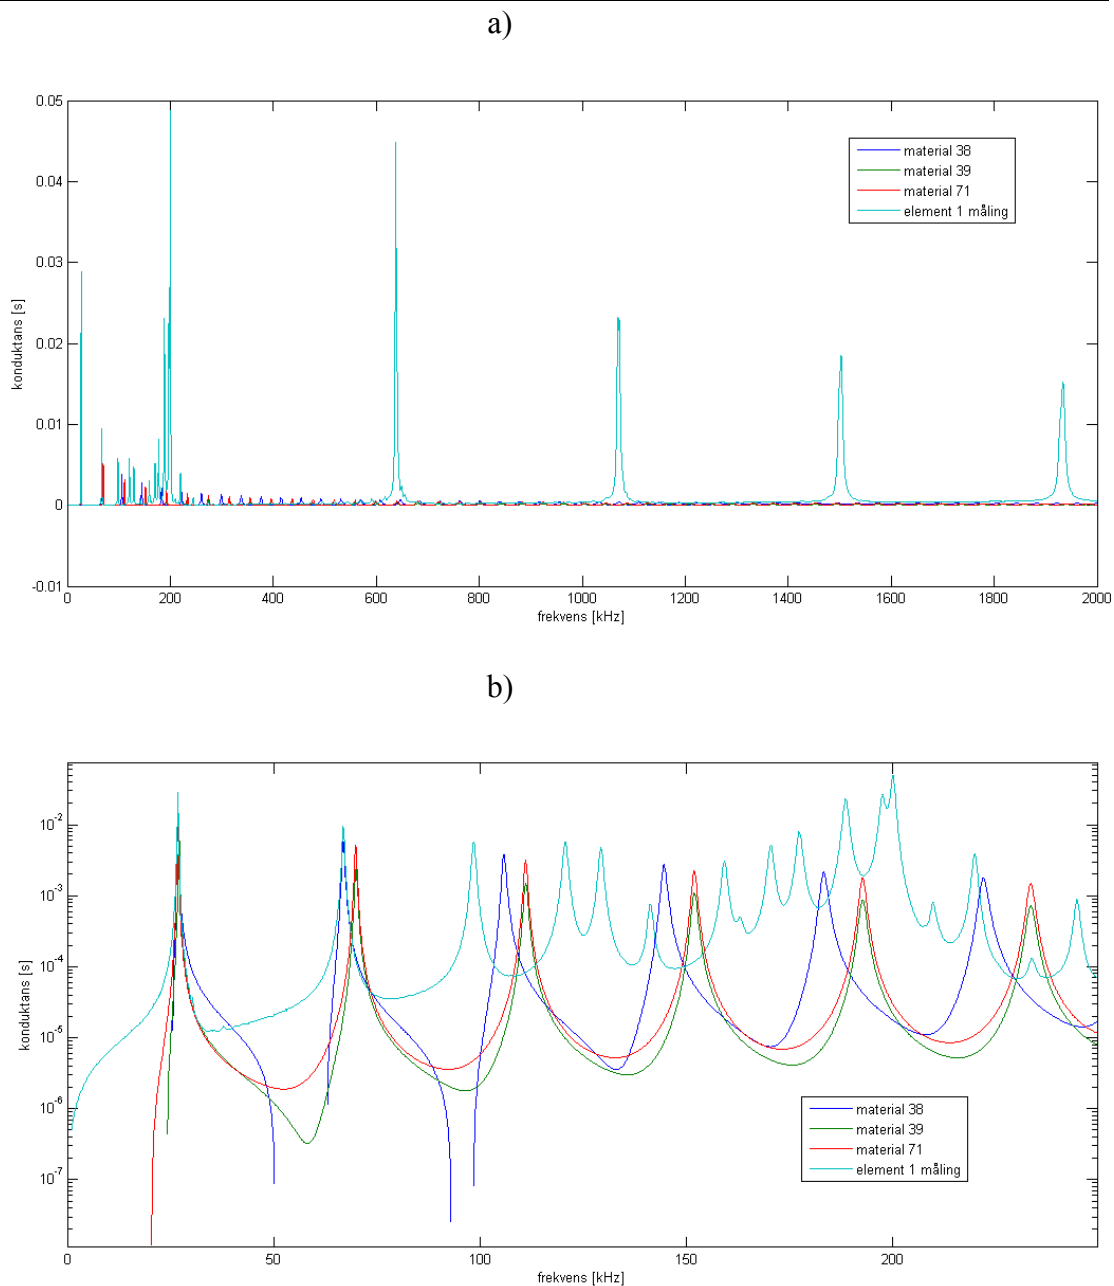 a)
0.05
0.04
0.03
0.02
0.01
0
-0.01
konduktans [s]
material 38
material 39
material 71
element 1 måling
0 200 400 600 800 1000 1200 1400 1600 1800 2000
frekvens [kHz]
b)
10-2
10-3
10-4
10-5
10-6
10-7
konduktans [s]
material 38
material 39
material 71
element 1 måling
0 50 100 150 200
frekvens [kHz]